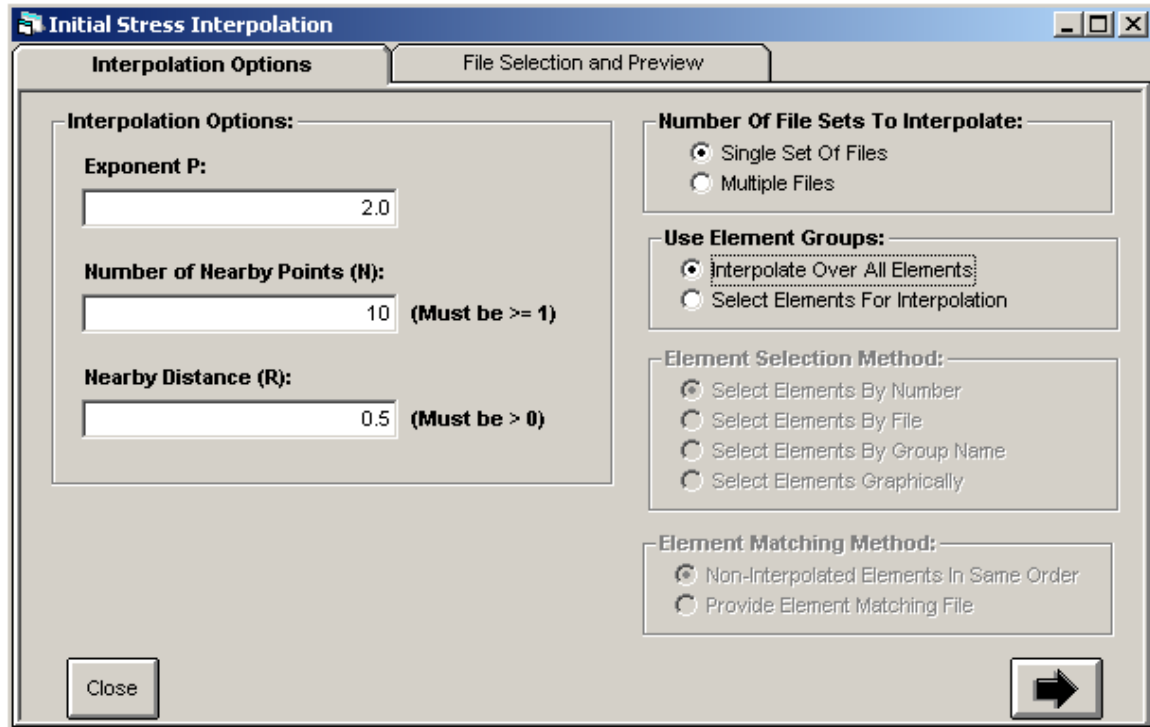 Initial Stress Interpolation
Interpolation Options
File Selection and Preview
Interpolation Options:
Exponent P:
2.0
Number of Nearby Points (N):
10 (Must be >= 1)
Nearby Distance (R):
0.5 (Must be > 0)
Number Of File Sets To Interpolate:
Single Set Of Files
Multiple Files
Use Element Groups:
Interpolate Over All Elements
Select Elements For Interpolation
Element Selection Method:
Select Elements By Number
Select Elements By File
Select Elements By Group Name
Select Elements Graphically
Element Matching Method:
Non-Interpolated Elements In Same Order
Provide Element Matching File
Close